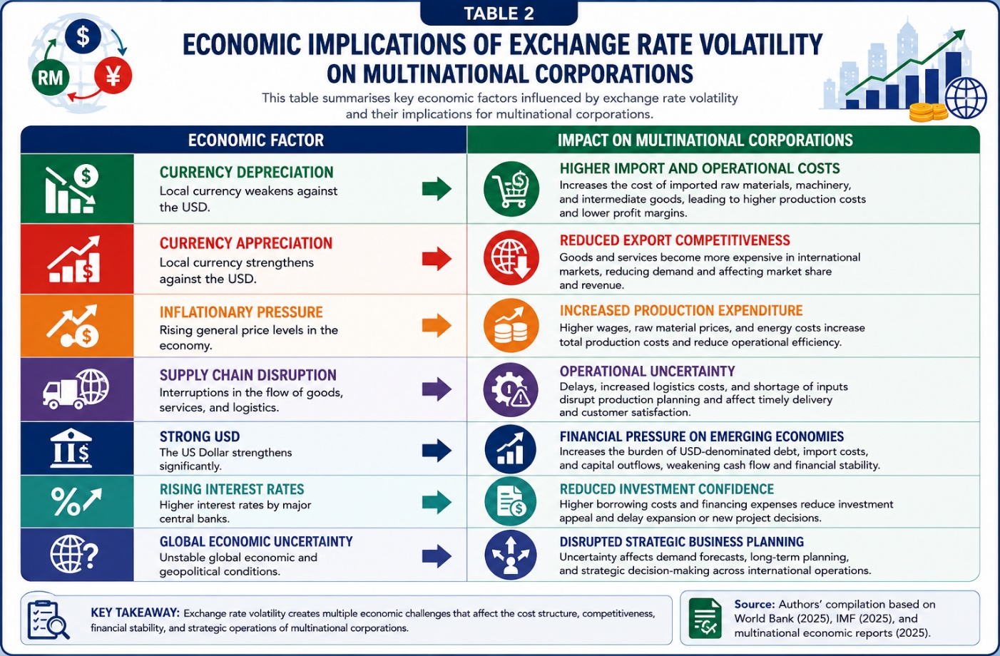 TABLE 2
ECONOMIC IMPLICATIONS OF EXCHANGE RATE VOLATILITY
ON MULTINATIONAL CORPORATIONS
This table summarises key economic factors influenced by exchange rate volatility
and their implications for multinational corporations.
$
RM
¥
ECONOMIC FACTOR
IMPACT ON MULTINATIONAL CORPORATIONS
$
CURRENCY DEPRECIATION
Local currency weakens against
the USD.
$
HIGHER IMPORT AND OPERATIONAL COSTS
Increases the cost of imported raw materials, machinery,
and intermediate goods, leading to higher production costs
and lower profit margins.
$
CURRENCY APPRECIATION
Local currency strengthens
against the USD.
REDUCED EXPORT COMPETITIVENESS
Goods and services become more expensive in international
markets, reducing demand and affecting market share
and revenue.
$
INFLATIONARY PRESSURE
Rising general price levels in the
economy.
INCREASED PRODUCTION EXPENDITURE
Higher wages, raw material prices, and energy costs increase
total production costs and reduce operational efficiency.
SUPPLY CHAIN DISRUPTION
Interruptions in the flow of goods,
services, and logistics.
OPERATIONAL UNCERTAINTY
Delays, increased logistics costs, and shortage of inputs
disrupt production planning and affect timely delivery
and customer satisfaction.
$
STRONG USD
The US Dollar strengthens
significantly.
FINANCIAL PRESSURE ON EMERGING ECONOMIES
Increases the burden of USD-denominated debt, import costs,
and capital outflows, weakening cash flow and financial stability.
%
RISING INTEREST RATES
Higher interest rates by major
central banks.
$
REDUCED INVESTMENT CONFIDENCE
Higher borrowing costs and financing expenses reduce investment
appeal and delay expansion or new project decisions.
?
GLOBAL ECONOMIC UNCERTAINTY
Unstable global economic and
geopolitical conditions.
DISRUPTED STRATEGIC BUSINESS PLANNING
Uncertainty affects demand forecasts, long-term planning,
and strategic decision-making across international operations.
KEY TAKEAWAY: Exchange rate volatility creates multiple economic challenges that affect the cost structure, competitiveness,
financial stability, and strategic operations of multinational corporations.
Source: Authors' compilation based on
World Bank (2025), IMF (2025), and
multinational economic reports (2025).